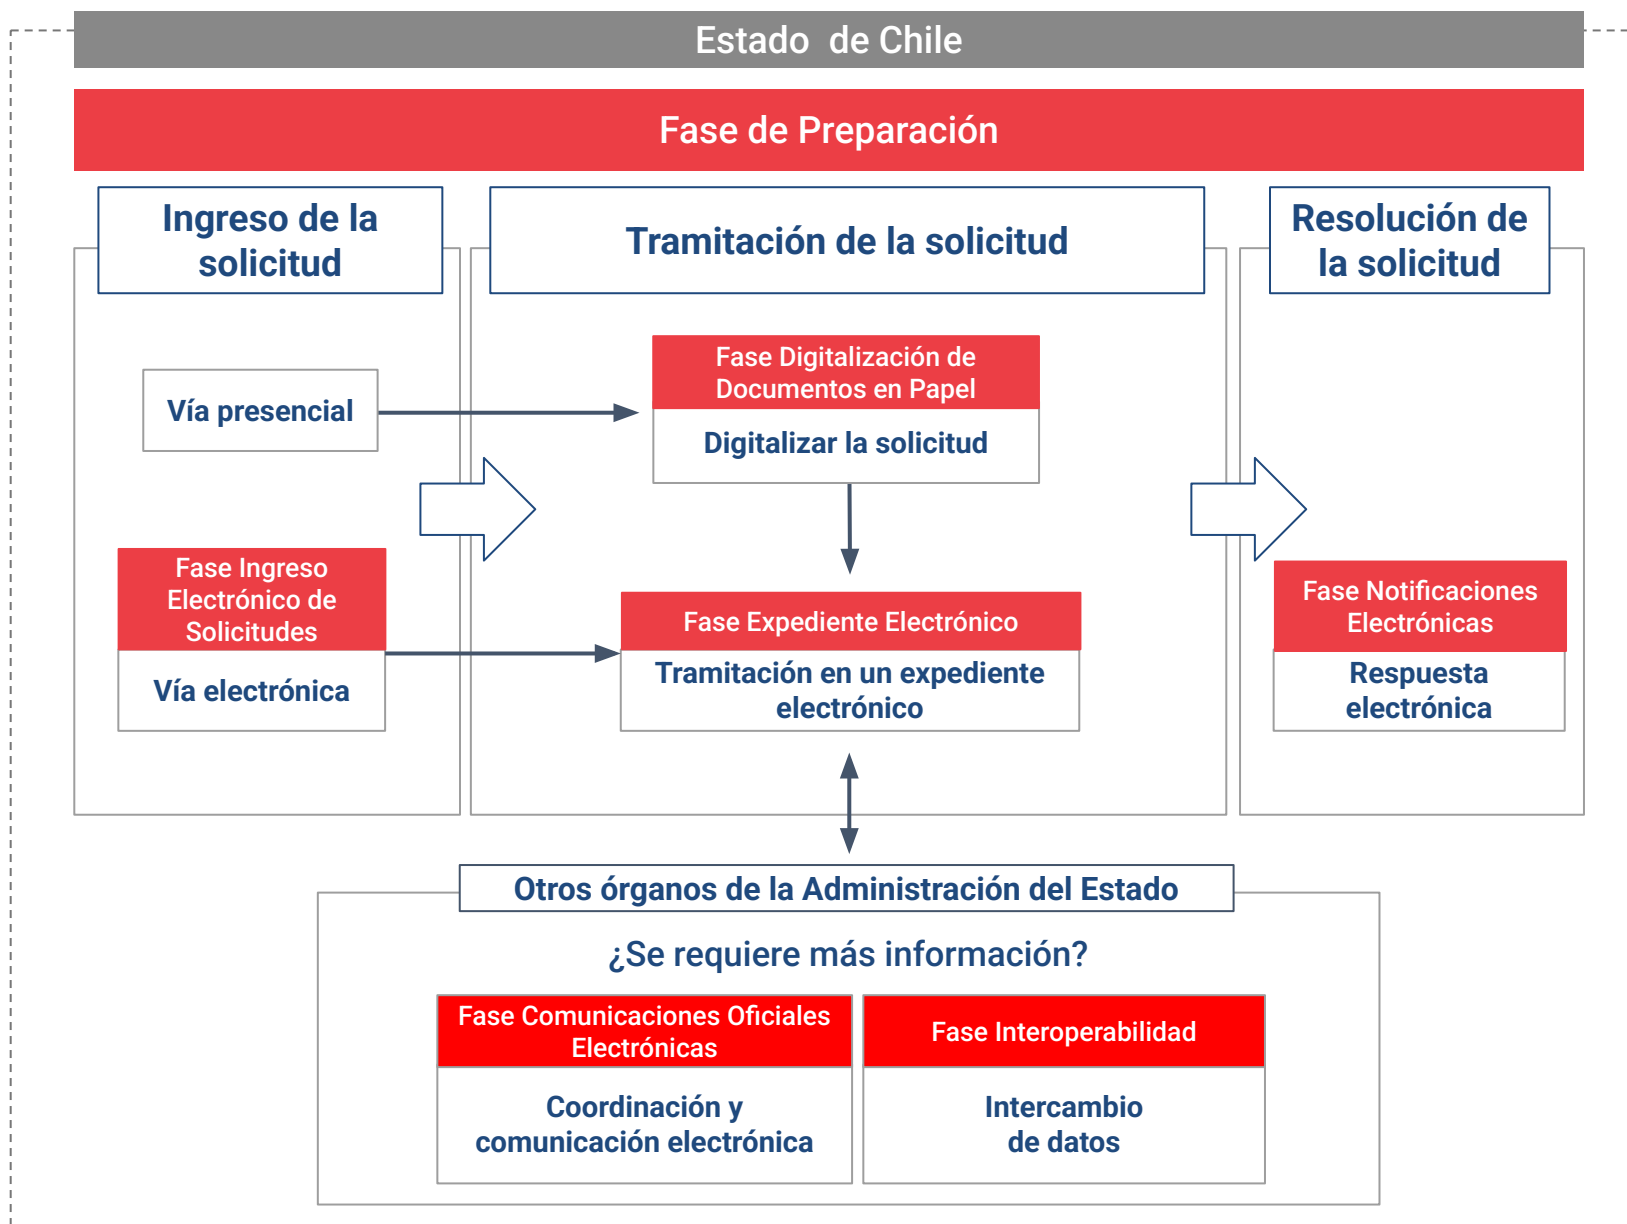 Estado de Chile
Fase de Preparación
Ingreso de la
solicitud
Tramitación de la solicitud
Resolución de
la solicitud
Vía presencial
Fase Digitalización de
Documentos en Papel
Digitalizar la solicitud
Fase Ingreso
Electrónico de
Solicitudes
Vía electrónica
Fase Expediente Electrónico
Tramitación en un expediente
electrónico
Fase Notificaciones
Electrónicas
Respuesta
electrónica
Otros órganos de la Administración del Estado
¿Se requiere más información?
Fase Comunicaciones Oficiales
Electrónicas
Coordinación y
comunicación electrónica
Fase Interoperabilidad
Intercambio
de datos